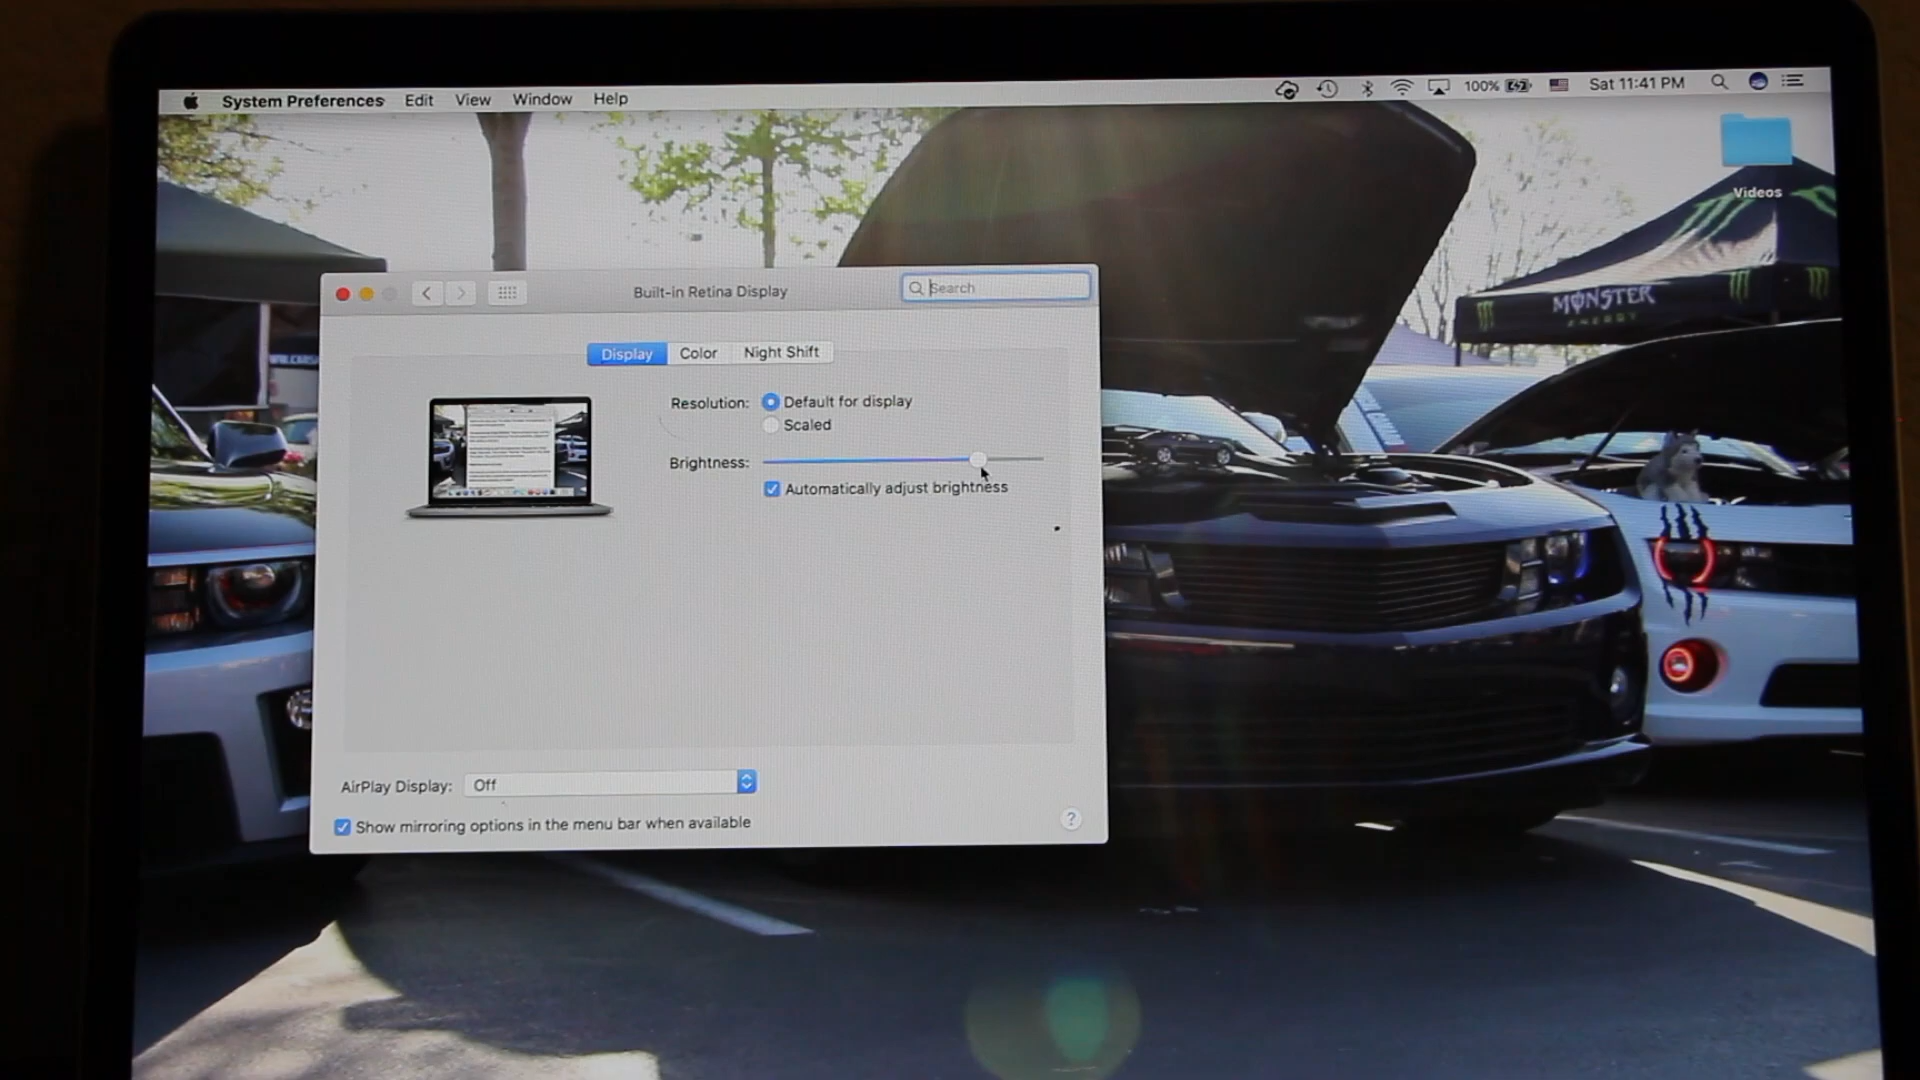 System Preferences Edit View Window Help
100% Sat 11:41 PM
Videos
MONSTER
ENERGY
Built-in Retina Display
Search
Display Color Night Shift
Resolution: Default for display
Scaled
Brightness:
Automatically adjust brightness
AirPlay Display: Off
Show mirroring options in the menu bar when available
?